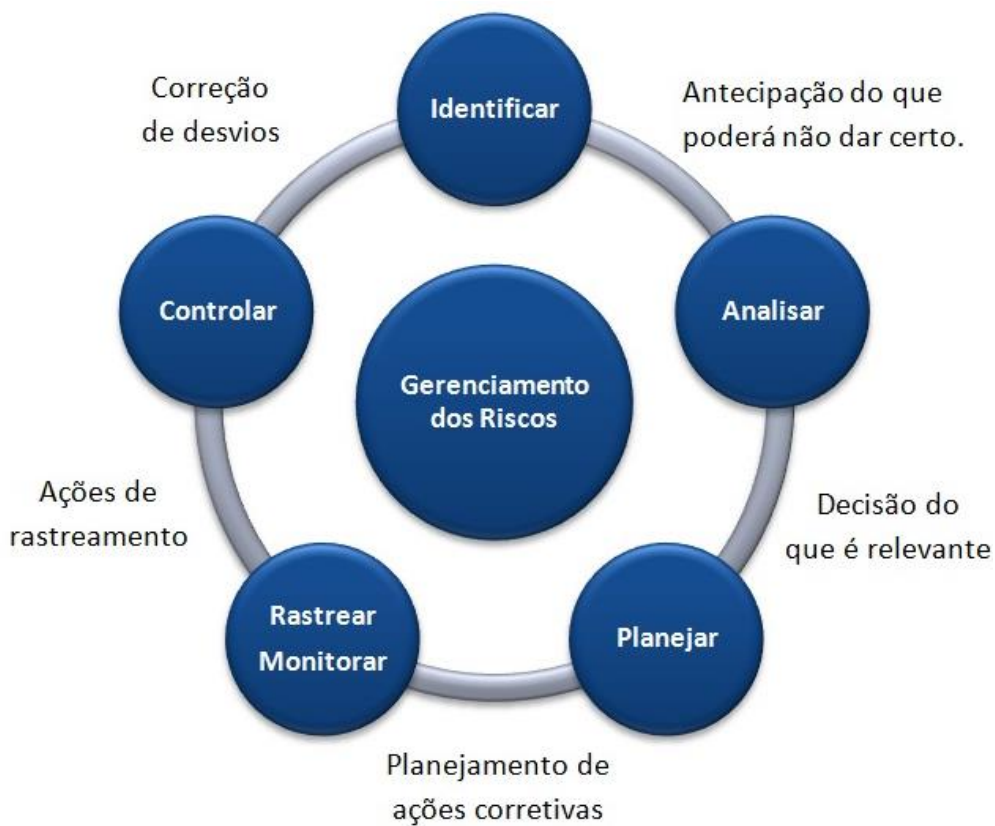 Identificar
Antecipação do que
poderá não dar certo.
Analisar
Decisão do
que é relevante
Planejar
Planejamento de
ações corretivas
Rastrear
Monitorar
Ações de
rastreamento
Controlar
Correção
de desvios
Gerenciamento
dos Riscos